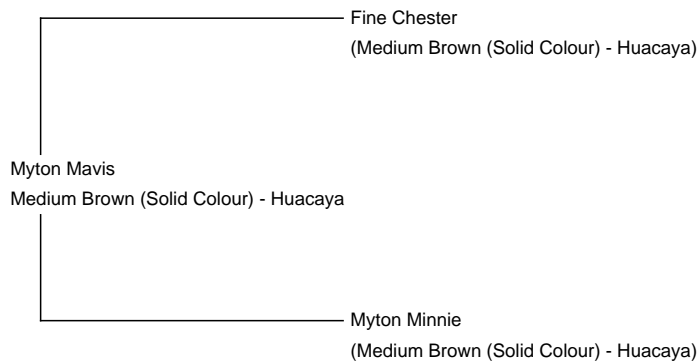 Fine Chester
(Medium Brown (Solid Colour) - Huacaya)
Myton Mavis
Medium Brown (Solid Colour) - Huacaya
Myton Minnie
(Medium Brown (Solid Colour) - Huacaya)